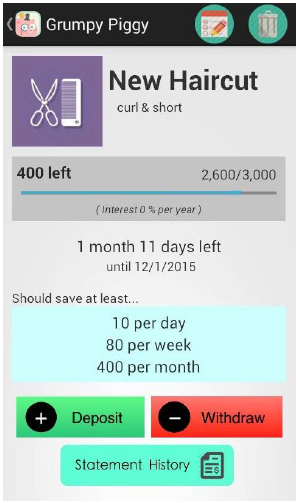 Grumpy Piggy
New Haircut
curl & short
400 left 2,600/3,000
( Interest 0 % per year )
1 month 11 days left
until 12/1/2015
Should save at least...
10 per day
80 per week
400 per month
+ Deposit - Withdraw
Statement History